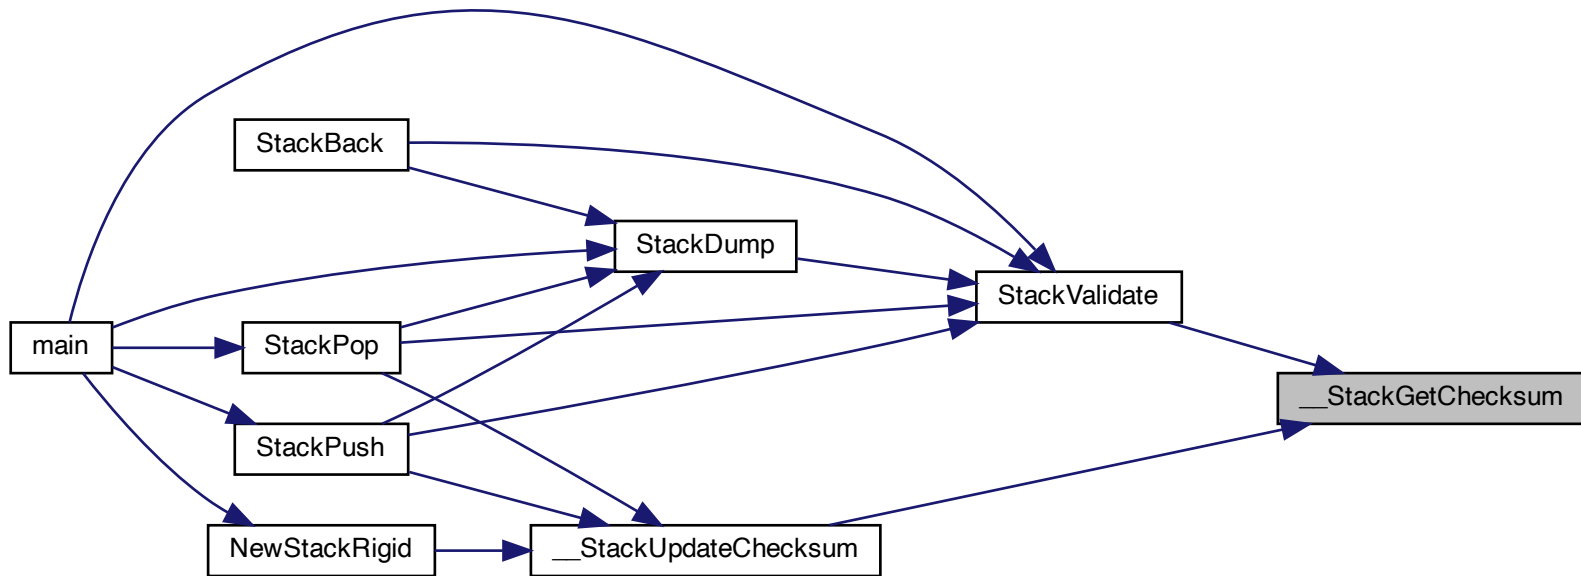 StackBack
StackDump
StackValidate
main
StackPop
__StackGetChecksum
StackPush
NewStackRigid
__StackUpdateChecksum